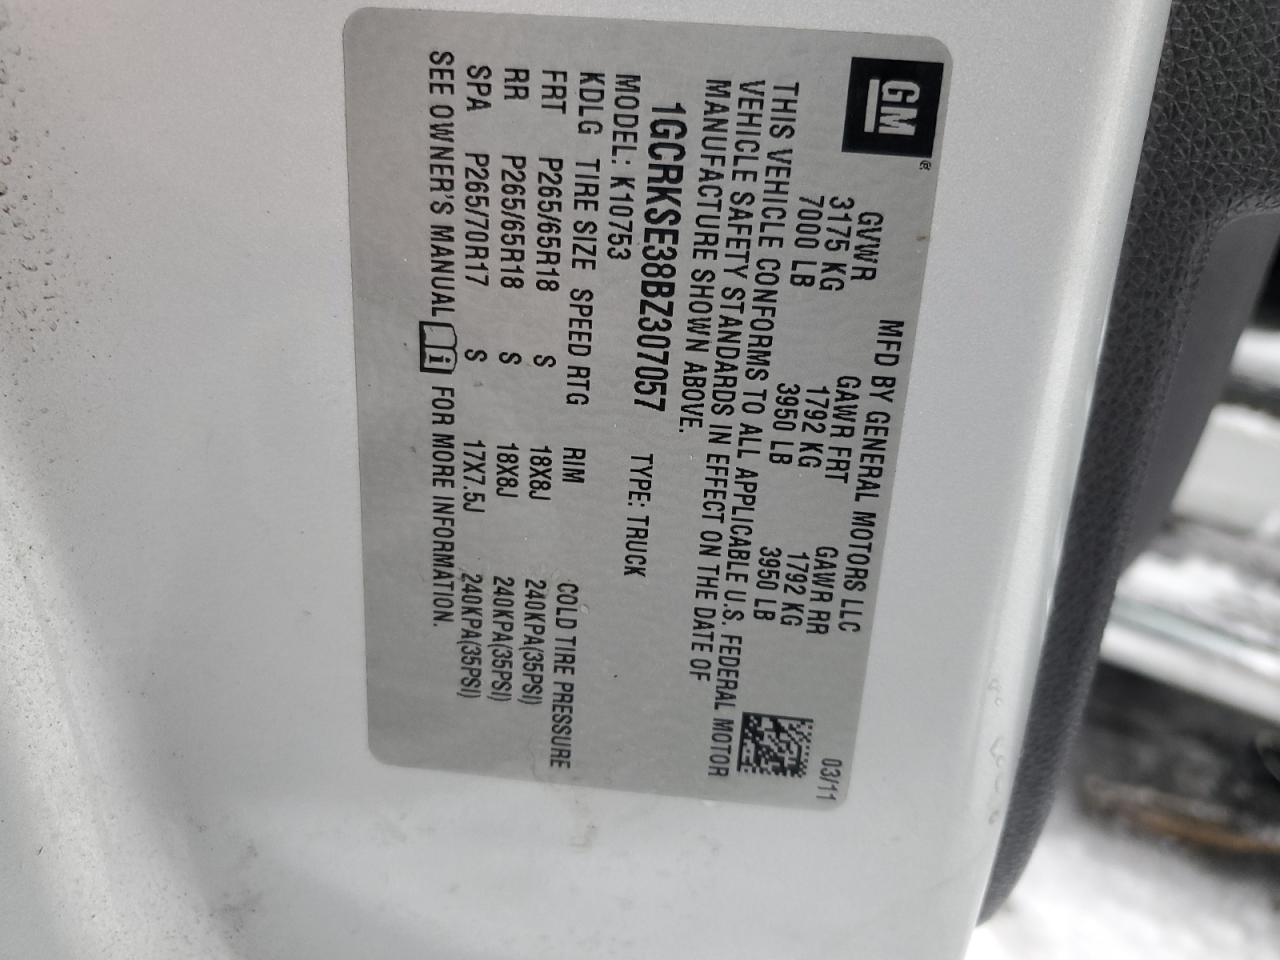 GM®
MFD BY GENERAL MOTORS LLC 03/11
GVWR GAWR FRT GAWR RR
3175 KG 1792 KG 1792 KG
7000 LB 3950 LB 3950 LB
THIS VEHICLE CONFORMS TO ALL APPLICABLE U.S. FEDERAL MOTOR
VEHICLE SAFETY STANDARDS IN EFFECT ON THE DATE OF
MANUFACTURE SHOWN ABOVE.
1GCRKSE38BZ307057 TYPE: TRUCK
MODEL: K10753
KDLG TIRE SIZE SPEED RTG RIM COLD TIRE PRESSURE
FRT P265/65R18 S 18X8J 240KPA(35PSI)
RR P265/65R18 S 18X8J 240KPA(35PSI)
SPA P265/70R17 S 17X7.5J 240KPA(35PSI)
SEE OWNER'S MANUAL i FOR MORE INFORMATION.